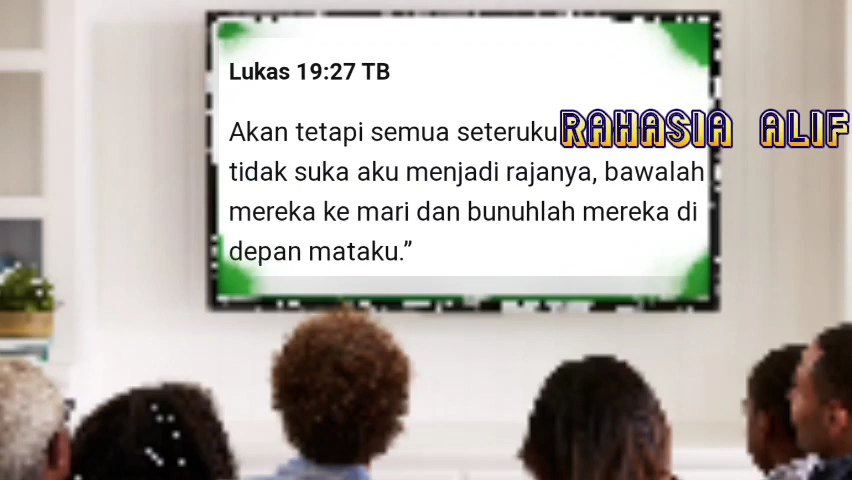 Lukas 19:27 TB
Akan tetapi semua seteruku
RAHASIA ALIF
tidak suka aku menjadi rajanya, bawalah
mereka ke mari dan bunuhlah mereka di
depan mataku.”